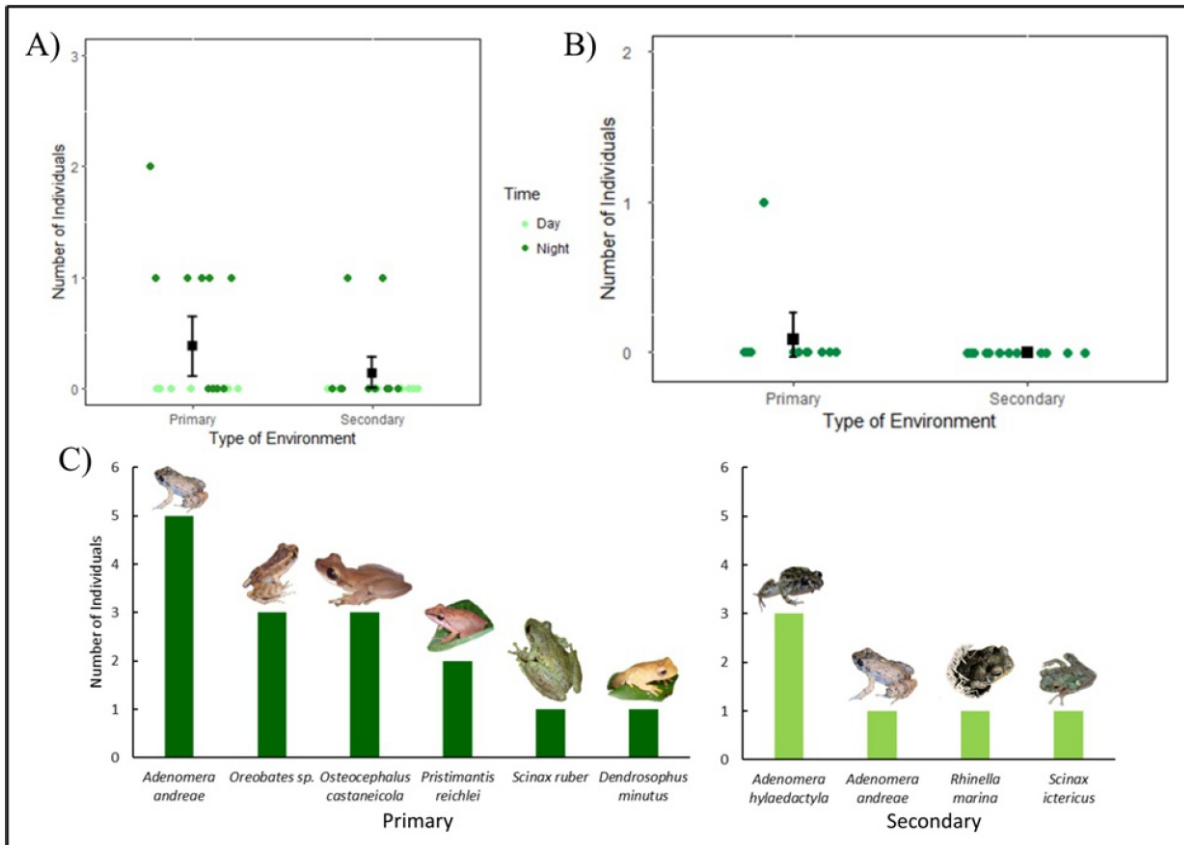 A)
3
2
1
0
Number of Individuals
Primary
Secondary
Type of Environment
Time
Day
Night
B)
2
1
0
Number of Individuals
Primary
Secondary
Type of Environment
C)
6
5
4
3
2
1
0
Number of Individuals
Adenomera
andreae
Oreobates sp.
Osteocephalus
castaneicola
Pristimantis
reichlei
Scinax ruber
Dendrosophus
minutus
Primary
6
5
4
3
2
1
0
Adenomera
hylaedactyla
Adenomera
andreae
Rhinella
marina
Scinax
ictericus
Secondary